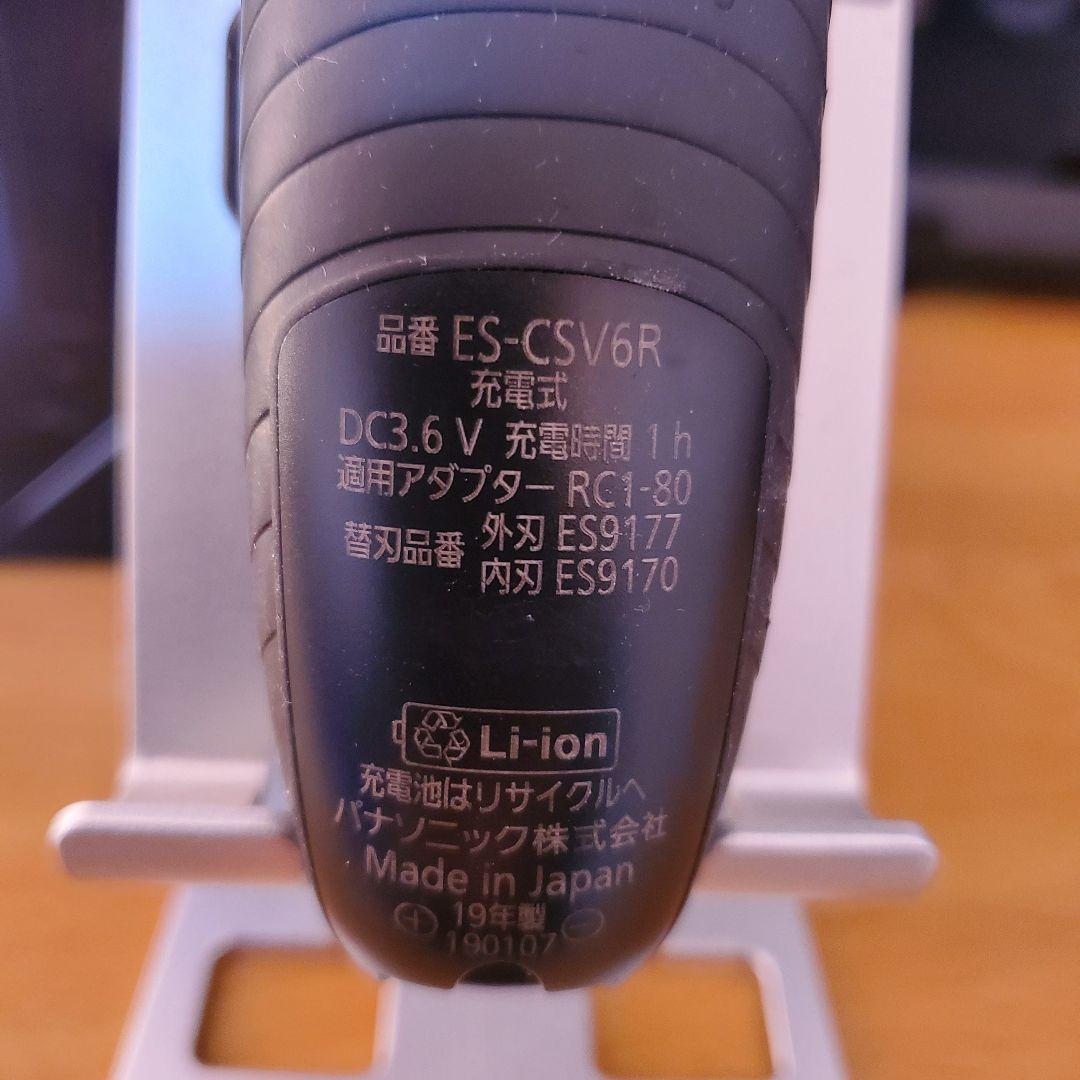 品番 ES-CSV6R
充電式
DC3.6 V 充電時間 1 h
適用アダプター RC1-80
替刃品番 外刃 ES9177
内刃 ES9170
Li-ion
充電池はリサイクルへ
パナソニック株式会社
Made in Japan
19年製
190107